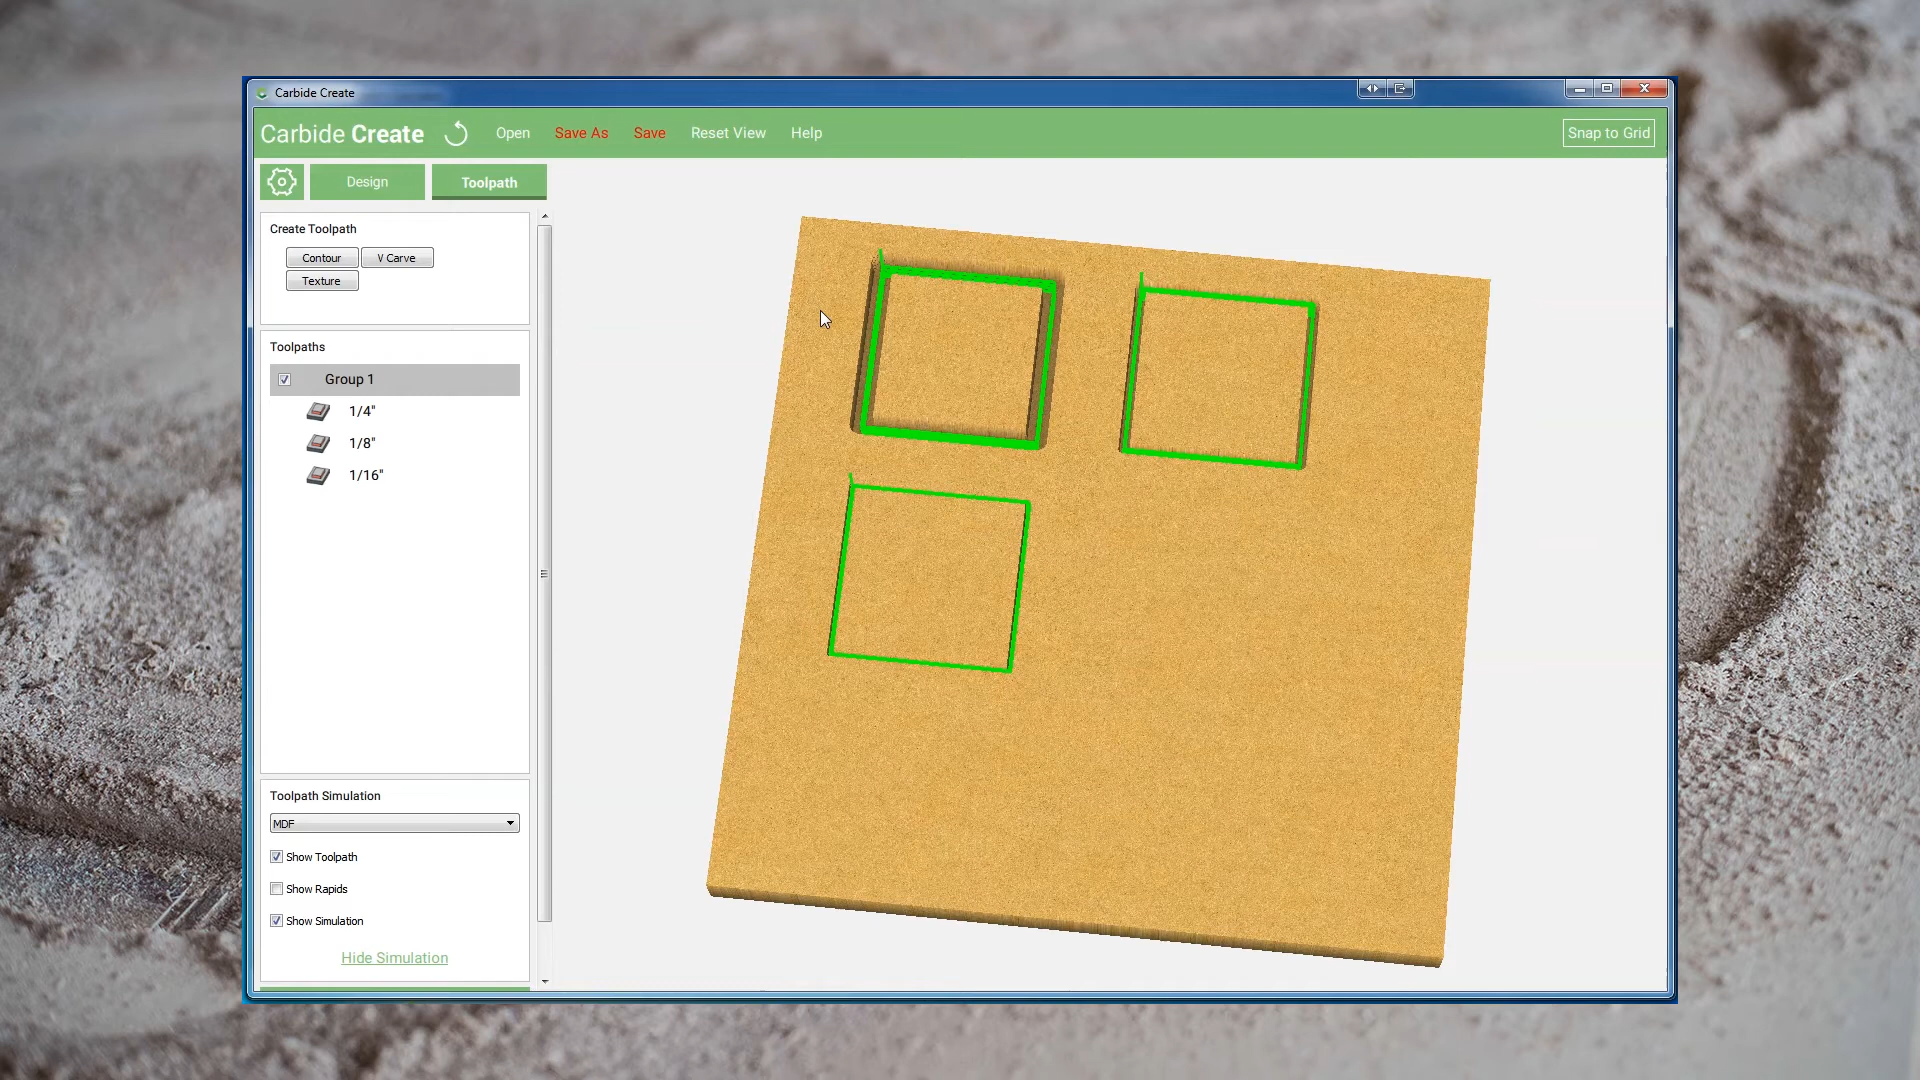 Carbide Create
Carbide Create
Open
Save As
Save
Reset View
Help
Snap to Grid
Design
Toolpath
Create Toolpath
Contour
V Carve
Texture
Toolpaths
Group 1
1/4"
1/8"
1/16"
Toolpath Simulation
MDF
Show Toolpath
Show Rapids
Show Simulation
Hide Simulation